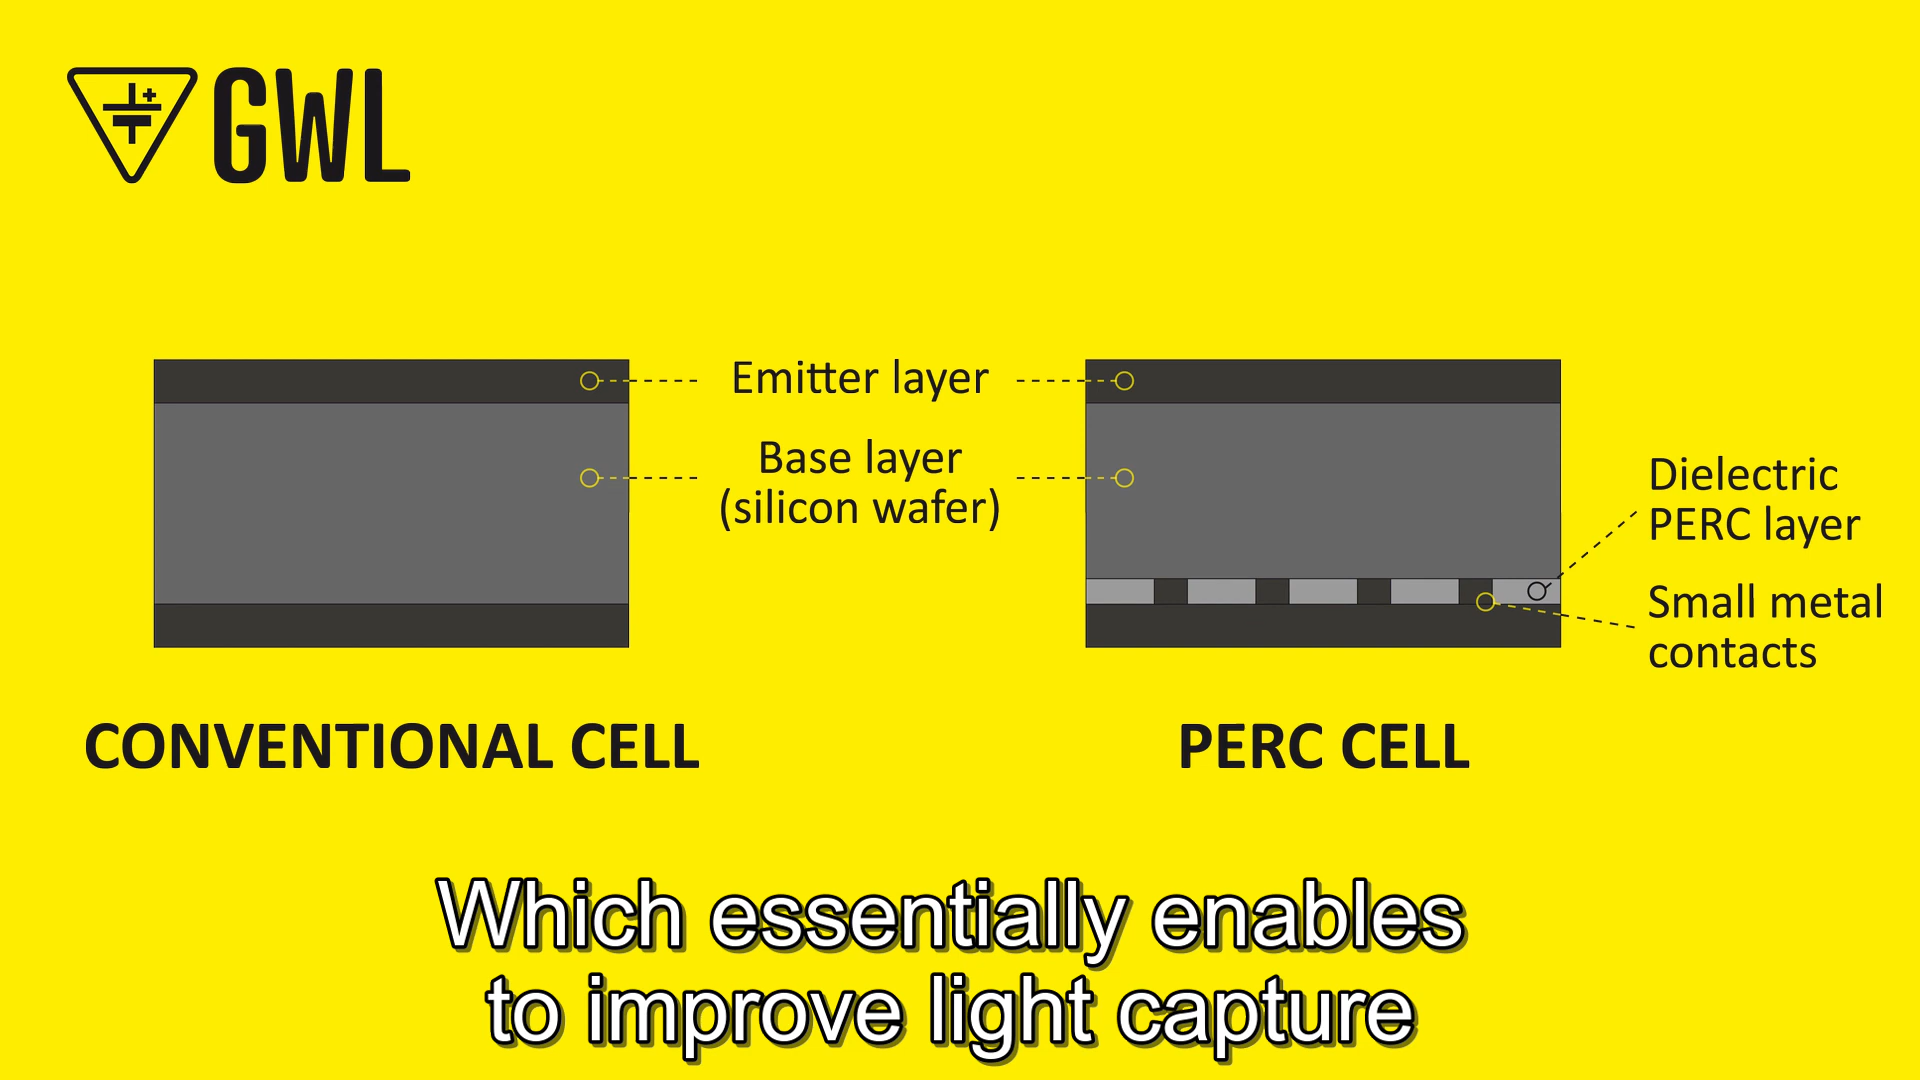 GWL
Emitter layer
Base layer
(silicon wafer)
Dielectric
PERC layer
Small metal
contacts
CONVENTIONAL CELL
PERC CELL
Which essentially enables
to improve light capture